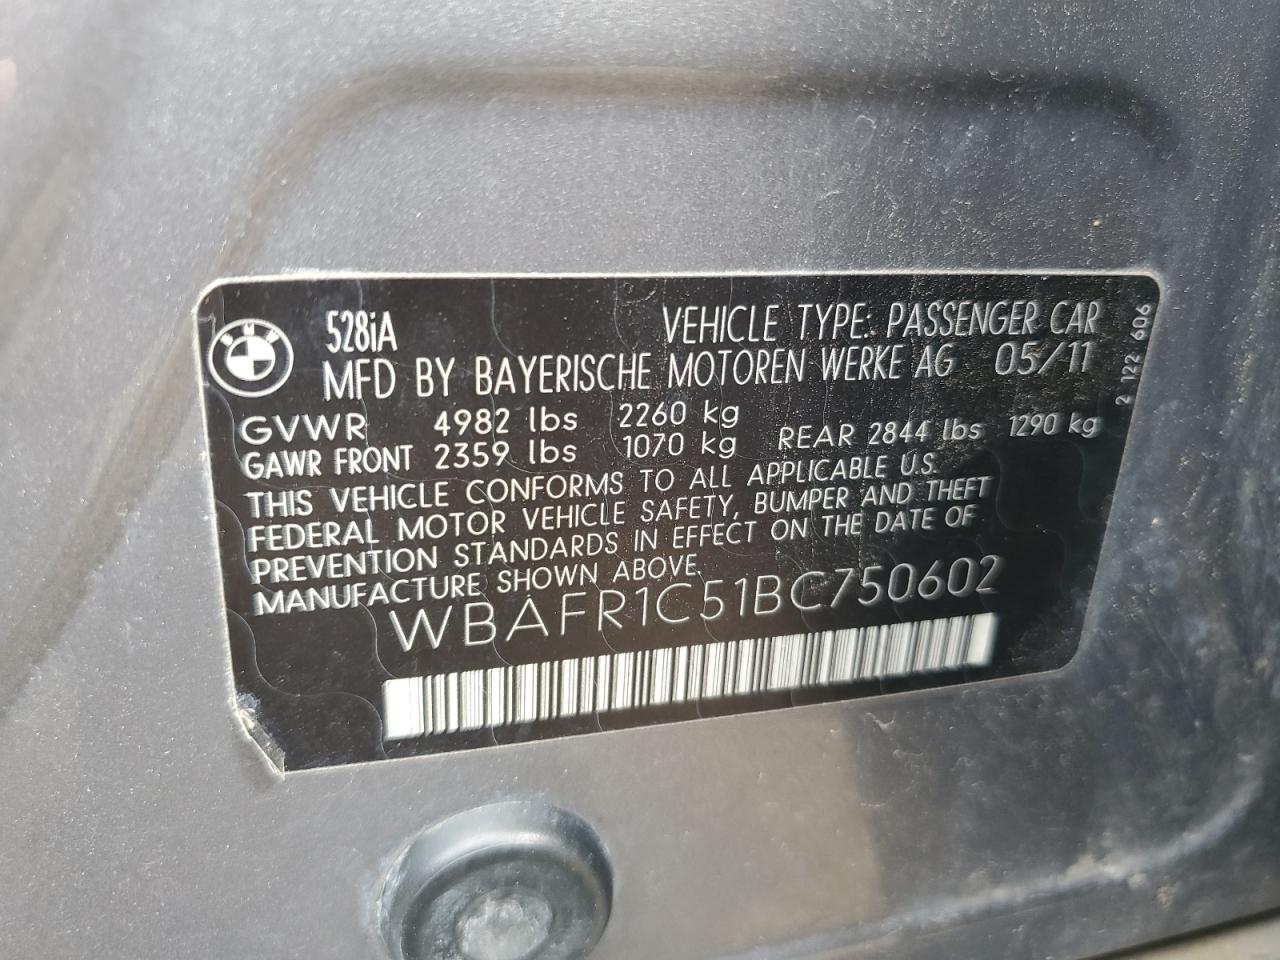 BMW
528iA VEHICLE TYPE: PASSENGER CAR
MFD BY BAYERISCHE MOTOREN WERKE AG 05/11
GVWR 4982 lbs 2260 kg
GAWR FRONT 2359 lbs 1070 kg REAR 2844 lbs 1290 kg
THIS VEHICLE CONFORMS TO ALL APPLICABLE U.S.
FEDERAL MOTOR VEHICLE SAFETY, BUMPER AND THEFT
PREVENTION STANDARDS IN EFFECT ON THE DATE OF
MANUFACTURE SHOWN ABOVE.
WBAFR1C51BC750602
2 122 606